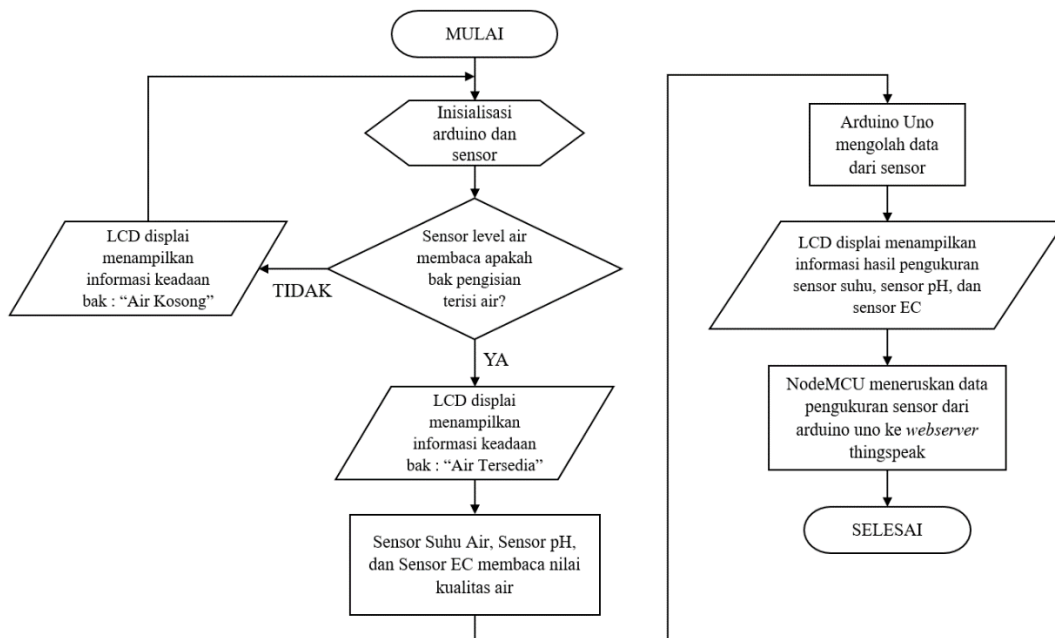 MULAI
Inisialisasi
arduino dan
sensor
Sensor level air
membaca apakah
bak pengisian
terisi air?
TIDAK
LCD displai
menampilkan
informasi keadaan
bak : “Air Kosong”
YA
LCD displai
menampilkan
informasi keadaan
bak : “Air Tersedia”
Sensor Suhu Air, Sensor pH,
dan Sensor EC membaca nilai
kualitas air
Arduino Uno
mengolah data
dari sensor
LCD displai menampilkan
informasi hasil pengukuran
sensor suhu, sensor pH, dan
sensor EC
NodeMCU meneruskan data
pengukuran sensor dari
arduino uno ke webserver
thingspeak
SELESAI